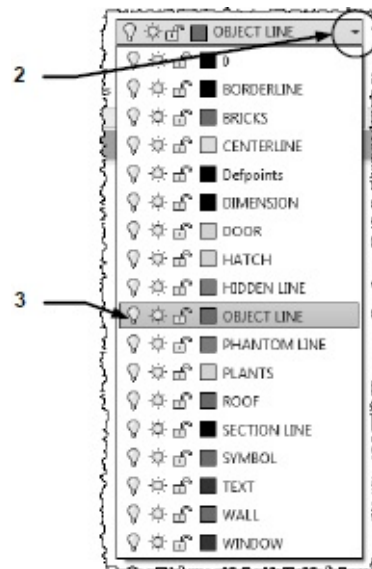 OBJECT LINE
2
0
BORDERLINE
BRICKS
CENTERLINE
Defpoints
DIMENSION
DOOR
HATCH
HIDDEN LINE
3
OBJECT LINE
PHANTOM LINE
PLANTS
ROOF
SECTION LINE
SYMBOL
TEXT
WALL
WINDOW